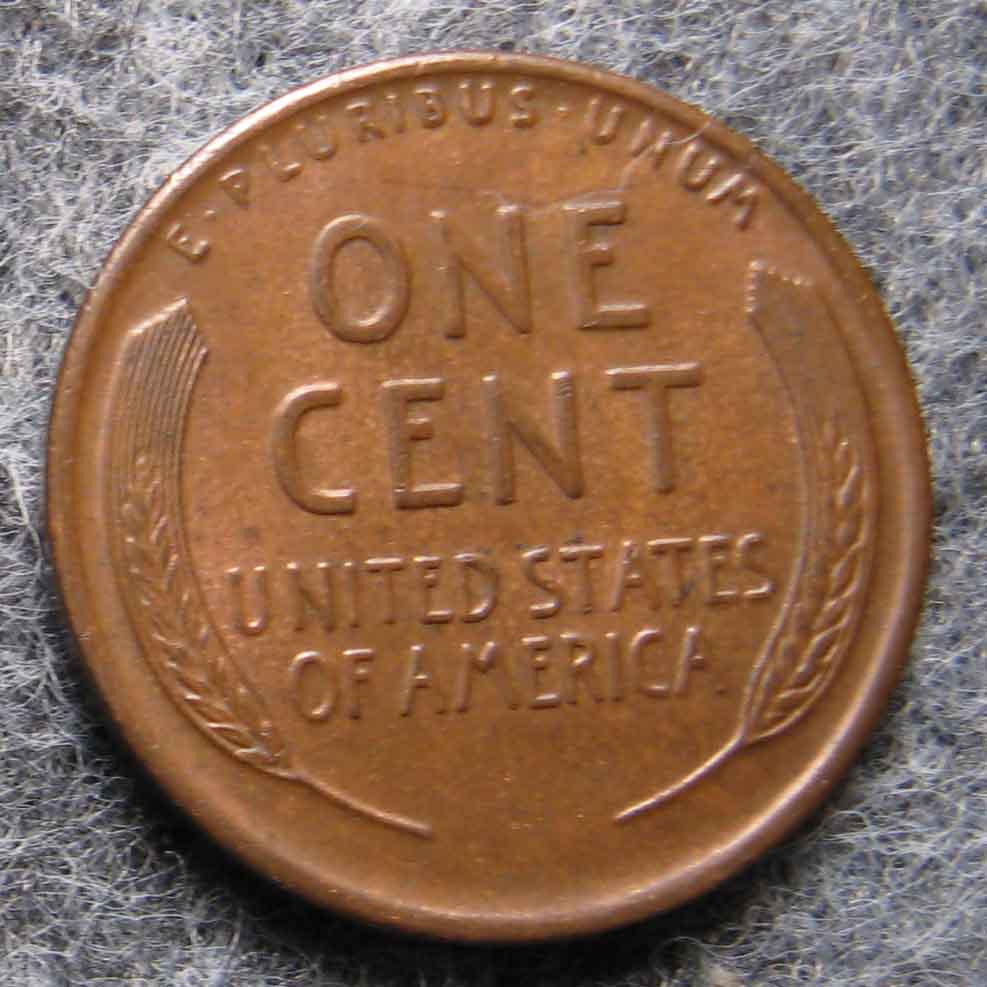 E·PLURIBUS·UNUM
ONE
CENT
UNITED STATES
OF AMERICA